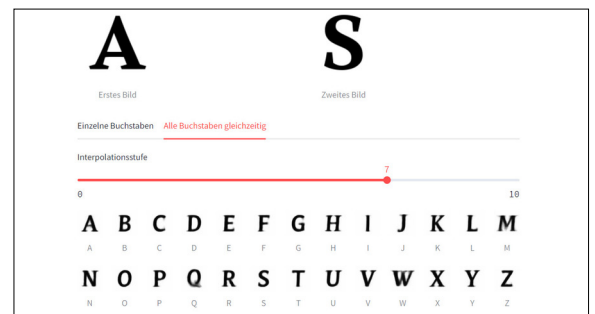 A S
Erstes Bild Zweites Bild
Einzelne Buchstaben Alle Buchstaben gleichzeitig
Interpolationsstufe
7
0 10
A B C D E F G H I J K L M
A B C D E F G H I J K L M
N O P Q R S T U V W X Y Z
N O P Q R S T U V W X Y Z